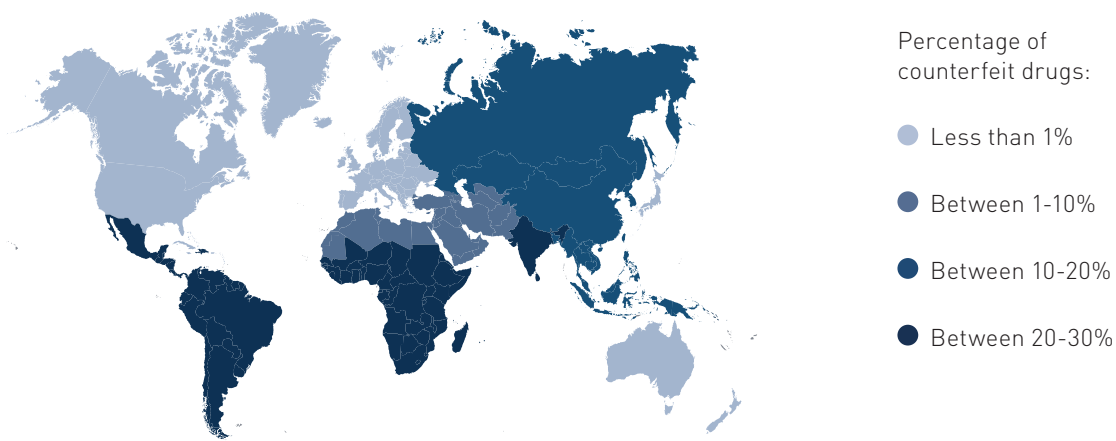 Percentage of
counterfeit drugs:
Less than 1%
Between 1-10%
Between 10-20%
Between 20-30%